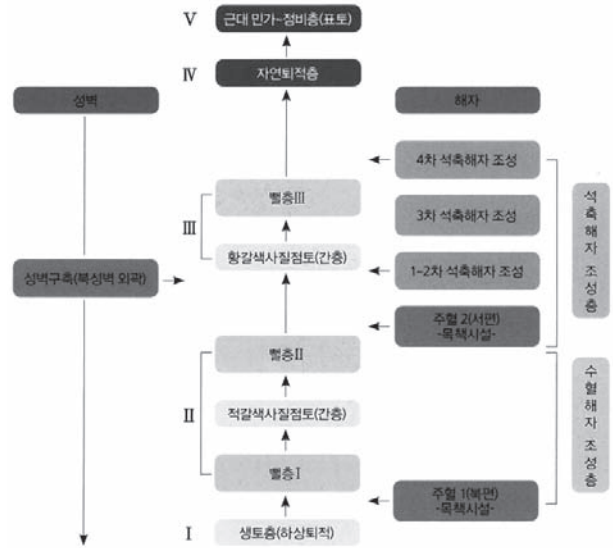 V
근대 민가~점비층(표토)
IV
자연퇴적층
성벽
해자
4차 석축해자 조성
뻘층III
3차 석축해자 조성
III
황갈색사질점토(간층)
1~2차 석축해자 조성
성벽구축(북성벽 외곽)
주혈 2(서편)
-목책시설-
석축해자 조성층
뻘층II
II
적갈색사질점토(간층)
뻘층I
주혈 1(북편)
-목책시설-
수혈해자 조성층
I
생토층(하상퇴적)